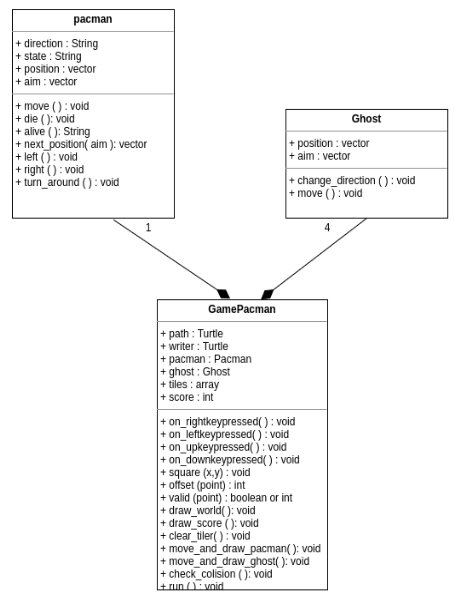 pacman
+ direction : String
+ state : String
+ position : vector
+ aim : vector
+ move ( ) : void
+ die ( ): void
+ alive ( ): String
+ next_position( aim ): vector
+ left ( ) : void
+ right ( ) : void
+ turn_around ( ) : void
Ghost
+ position : vector
+ aim : vector
+ change_direction ( ) : void
+ move ( ) : void
1
4
GamePacman
+ path : Turtle
+ writer : Turtle
+ pacman : Pacman
+ ghost : Ghost
+ tiles : array
+ score : int
+ on_rightkeypressed( ) : void
+ on_leftkeypressed( ) : void
+ on_upkeypressed( ) : void
+ on_downkeypressed( ) : void
+ square (x,y) : void
+ offset (point) : int
+ valid (point) : boolean or int
+ draw_world( ): void
+ draw_score ( ): void
+ clear_tiler( ) : void
+ move_and_draw_pacman( ): void
+ move_and_draw_ghost( ): void
+ check_colision ( ) : void
+ run ( ) : void